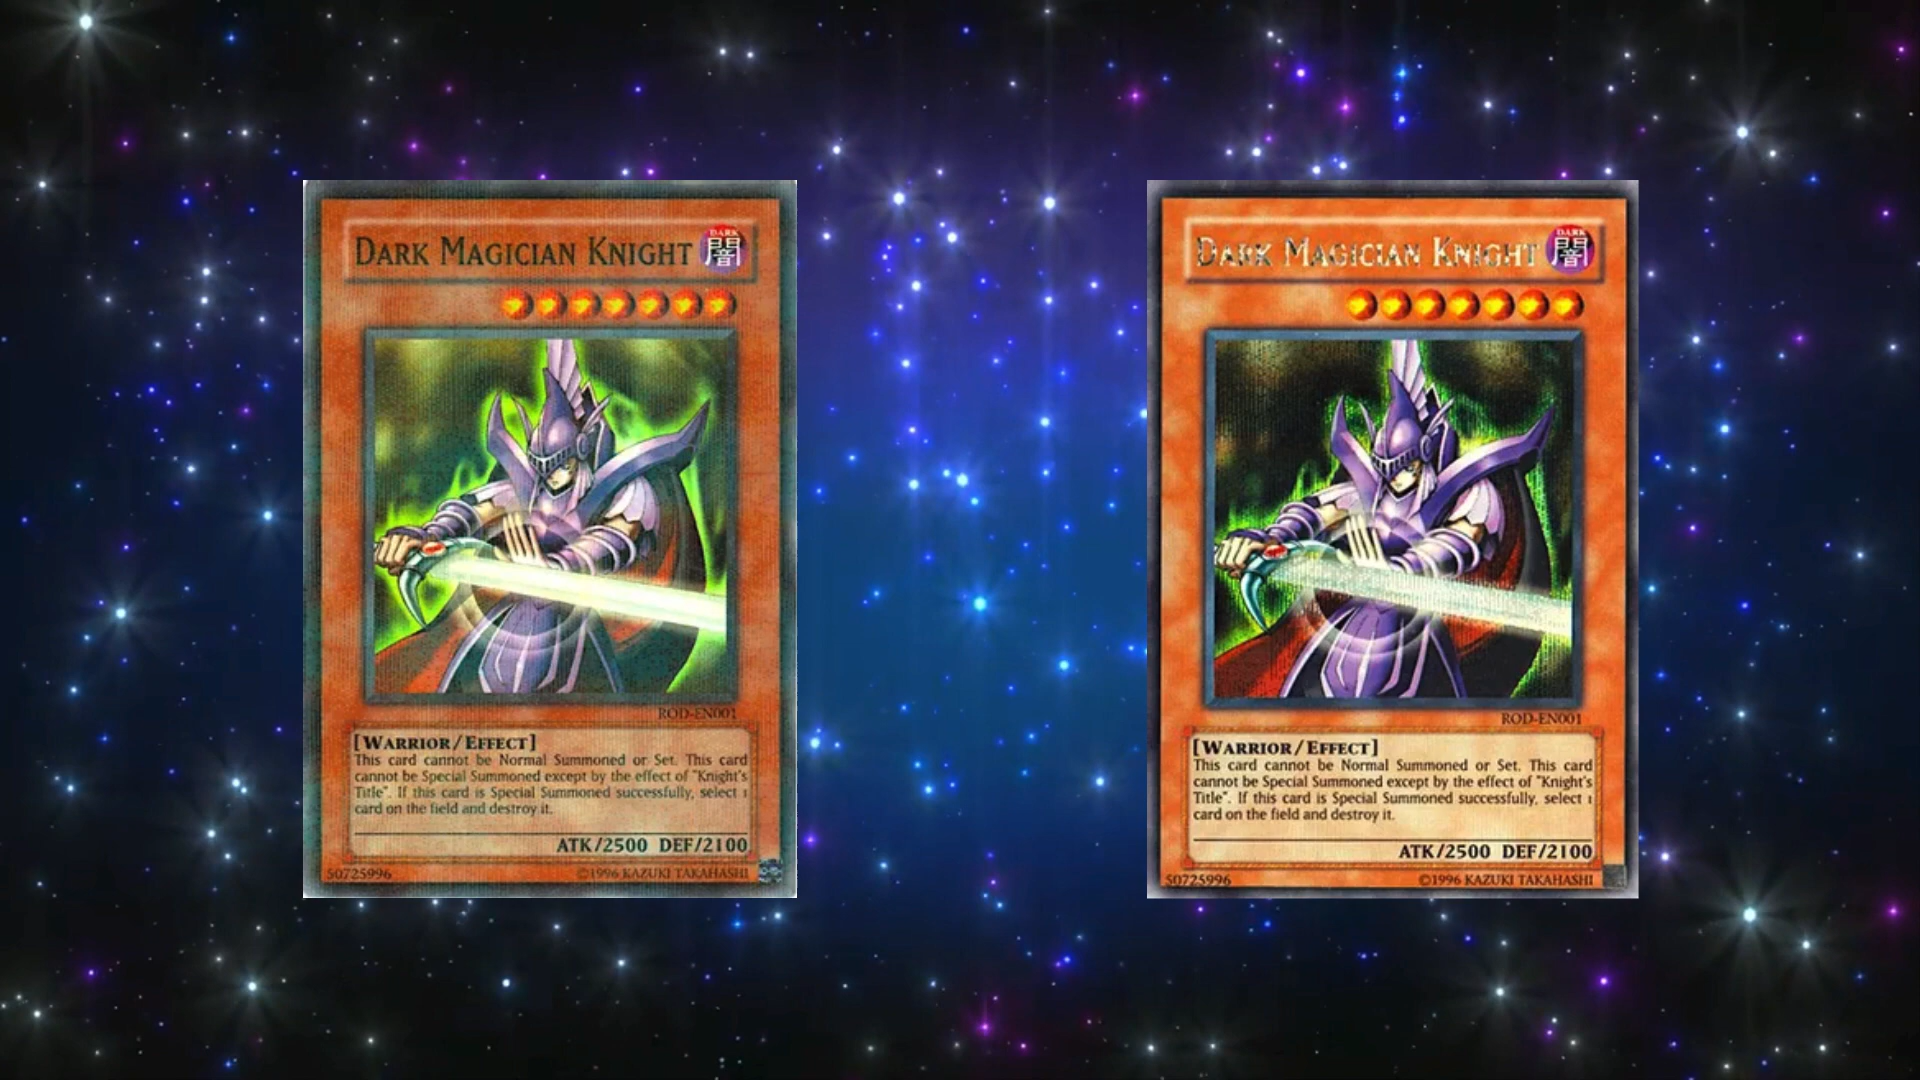 DARK MAGICIAN KNIGHT
DARK
闇
ROD-EN001
[WARRIOR/EFFECT]
This card cannot be Normal Summoned or Set. This card
cannot be Special Summoned except by the effect of "Knight's
Title". If this card is Special Summoned successfully, select 1
card on the field and destroy it.
ATK/2500 DEF/2100
50725996
©1996 KAZUKI TAKAHASHI
DARK MAGICIAN KNIGHT
DARK
闇
ROD-EN001
[WARRIOR/EFFECT]
This card cannot be Normal Summoned or Set. This card
cannot be Special Summoned except by the effect of "Knight's
Title". If this card is Special Summoned successfully, select 1
card on the field and destroy it.
ATK/2500 DEF/2100
50725996
©1996 KAZUKI TAKAHASHI